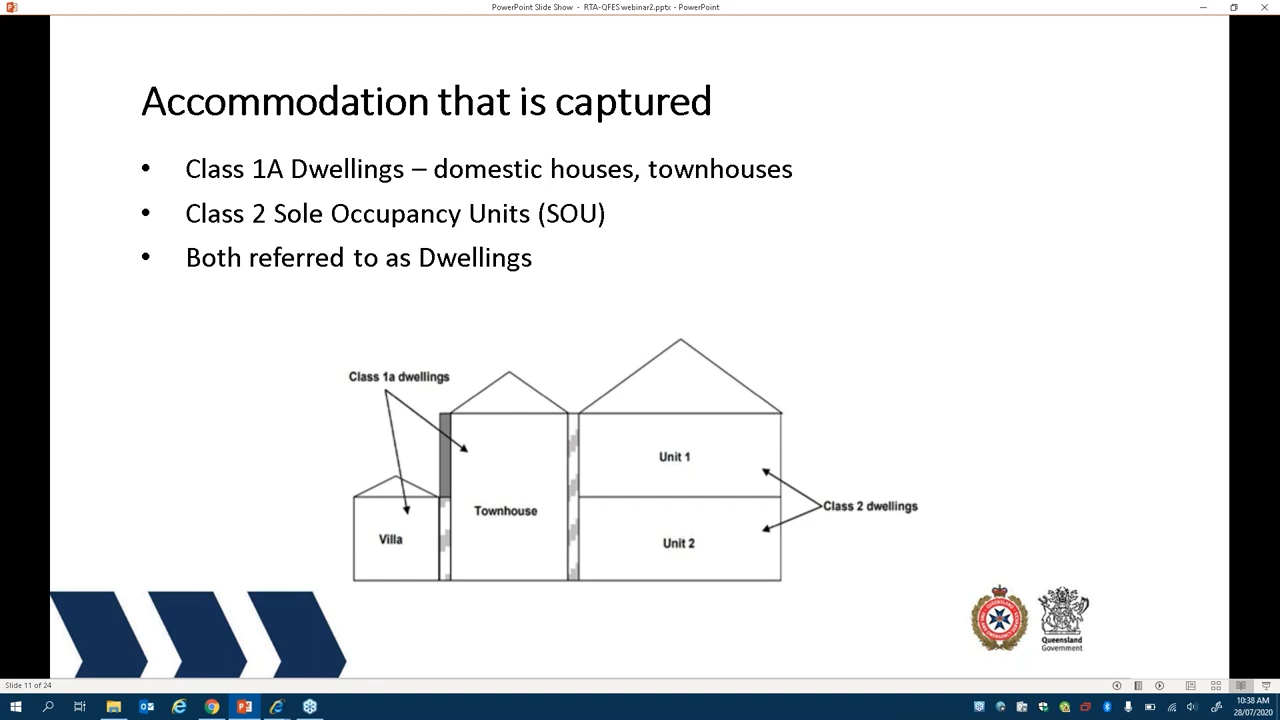 PowerPoint Slide Show - RTA-QFES webinar2.pptx - PowerPoint
Accommodation that is captured
• Class 1A Dwellings – domestic houses, townhouses
• Class 2 Sole Occupancy Units (SOU)
• Both referred to as Dwellings
Class 1a dwellings
Unit 1
Class 2 dwellings
Townhouse
Villa
Unit 2
Queensland
Government
Slide 11 of 24
10:38 AM
28/07/2020